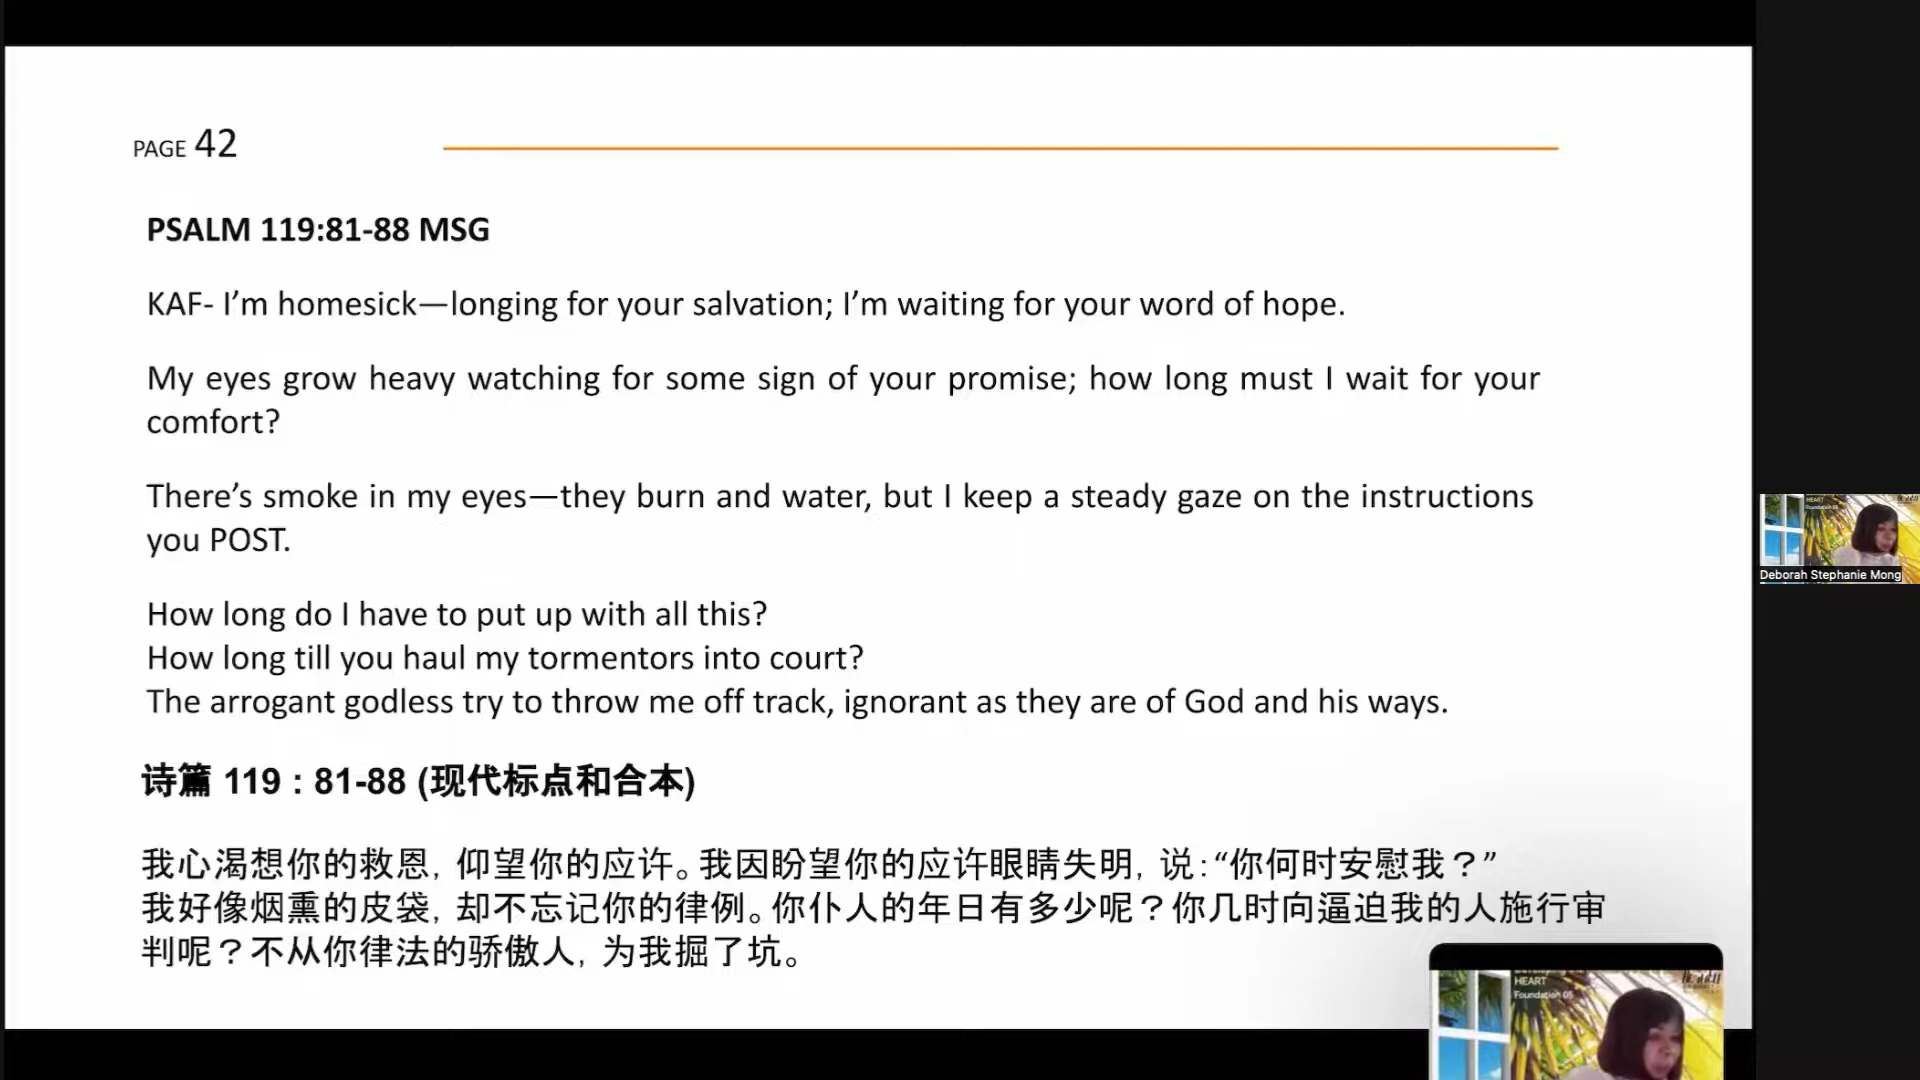 PAGE 42
PSALM 119:81-88 MSG
KAF- I’m homesick—longing for your salvation; I’m waiting for your word of hope.
My eyes grow heavy watching for some sign of your promise; how long must I wait for your
comfort?
There’s smoke in my eyes—they burn and water, but I keep a steady gaze on the instructions
you POST.
How long do I have to put up with all this?
How long till you haul my tormentors into court?
The arrogant godless try to throw me off track, ignorant as they are of God and his ways.
诗篇 119 : 81-88 (现代标点和合本)
我心渴想你的救恩，仰望你的应许。我因盼望你的应许眼睛失明，说：“你何时安慰我？”
我好像烟熏的皮袋，却不忘记你的律例。你仆人的年日有多少呢？你几时向逼迫我的人施行审
判呢？不从你律法的骄傲人，为我掘了坑。
HEART
Foundation 05
Deborah Stephanie Mong
HEART
Foundation 05